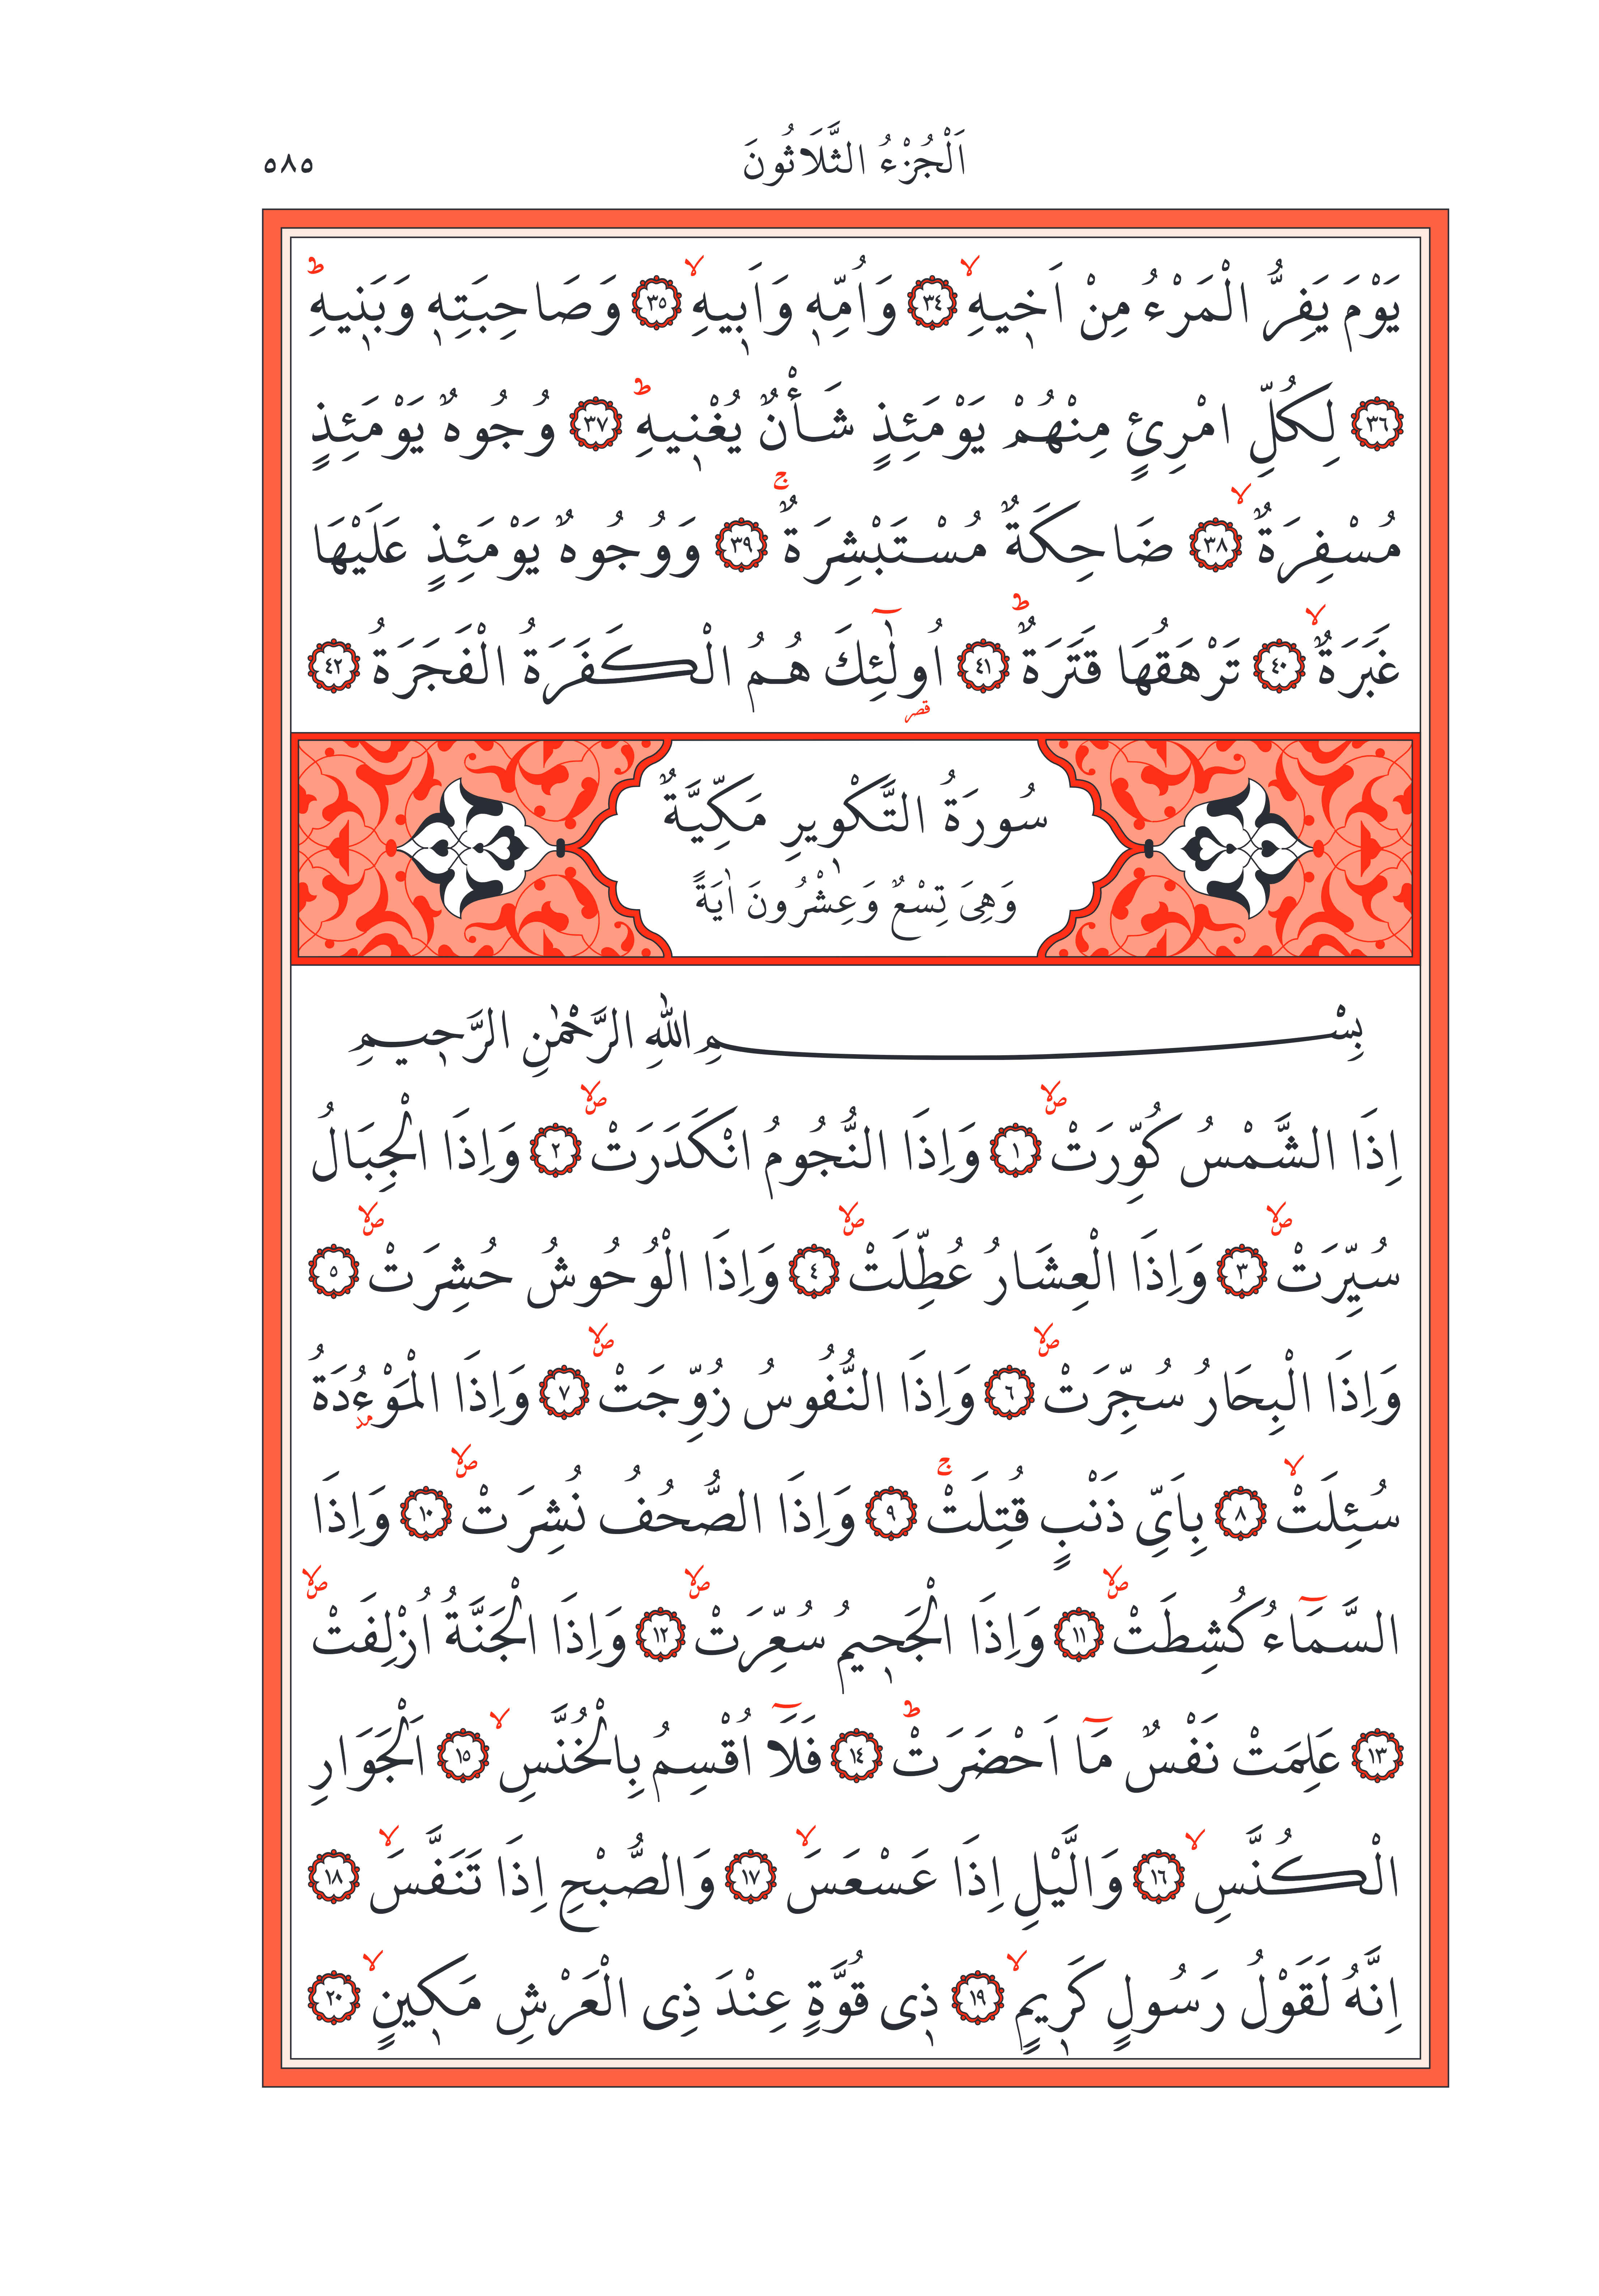 اَلْجُزْءُ الثَّلَاثُونَ ٥٨٥
يَوْمَ يَفِرُّ الْمَرْءُ مِنْ اَخ۪يهِۙ ﴿٣٤﴾ وَاُمِّه۪ وَاَب۪يهِۙ ﴿٣٥﴾ وَصَاحِبَتِه۪ وَبَن۪يهِۜ
﴿٣٦﴾ لِكُلِّ امْرِئٍ مِنْهُمْ يَوْمَئِذٍ شَأْنٌ يُغْن۪يهِۜ ﴿٣٧﴾ وُجُوهٌ يَوْمَئِذٍ
مُسْفِرَةٌۙ ﴿٣٨﴾ ضَاحِكَةٌ مُسْتَبْشِرَةٌۚ ﴿٣٩﴾ وَوُجُوهٌ يَوْمَئِذٍ عَلَيْهَا
غَبَرَةٌۙ ﴿٤٠﴾ تَرْهَقُهَا قَتَرَةٌۜ ﴿٤١﴾ اُو۬لٰٓئِكَ هُمُ الْكَفَرَةُ الْفَجَرَةُ ﴿٤٢﴾
قصر
سُورَةُ التَّكْو۪يرِ مَكِّيَّةٌ
وَهِىَ تِسْعٌ وَعِشْرُونَ اٰيَةً
بِسْمِ اللّٰهِ الرَّحْمٰنِ الرَّح۪يمِ
اِذَا الشَّمْسُ كُوِّرَتْۙۖ ﴿١﴾ وَاِذَا النُّجُومُ انْكَدَرَتْۙۖ ﴿٢﴾ وَاِذَا الْجِبَالُ
سُيِّرَتْۙۖ ﴿٣﴾ وَاِذَا الْعِشَارُ عُطِّلَتْۙۖ ﴿٤﴾ وَاِذَا الْوُحُوشُ حُشِرَتْۙۖ ﴿٥﴾
وَاِذَا الْبِحَارُ سُجِّرَتْۙۖ ﴿٦﴾ وَاِذَا النُّفُوسُ زُوِّجَتْۙۖ ﴿٧﴾ وَاِذَا الْمَوْءُ۫دَةُ
مد
سُئِلَتْۙ ﴿٨﴾ بِاَىِّ ذَنْبٍ قُتِلَتْۚ ﴿٩﴾ وَاِذَا الصُّحُفُ نُشِرَتْۙۖ ﴿١٠﴾ وَاِذَا
السَّمَٓاءُ كُشِطَتْۙۖ ﴿١١﴾ وَاِذَا الْجَح۪يمُ سُعِّرَتْۙۖ ﴿١٢﴾ وَاِذَا الْجَنَّةُ اُزْلِفَتْۙۖ
﴿١٣﴾ عَلِمَتْ نَفْسٌ مَٓا اَحْضَرَتْۜ ﴿١٤﴾ فَلَٓا اُقْسِمُ بِالْخُنَّسِۙ ﴿١٥﴾ اَلْجَوَارِ
الْكُنَّسِۙ ﴿١٦﴾ وَالَّيْلِ اِذَا عَسْعَسَۙ ﴿١٧﴾ وَالصُّبْحِ اِذَا تَنَفَّسَۙ ﴿١٨﴾
اِنَّهُ لَقَوْلُ رَسُولٍ كَر۪يمٍۙ ﴿١٩﴾ ذ۪ى قُوَّةٍ عِنْدَ ذِى الْعَرْشِ مَك۪ينٍۙ ﴿٢٠﴾